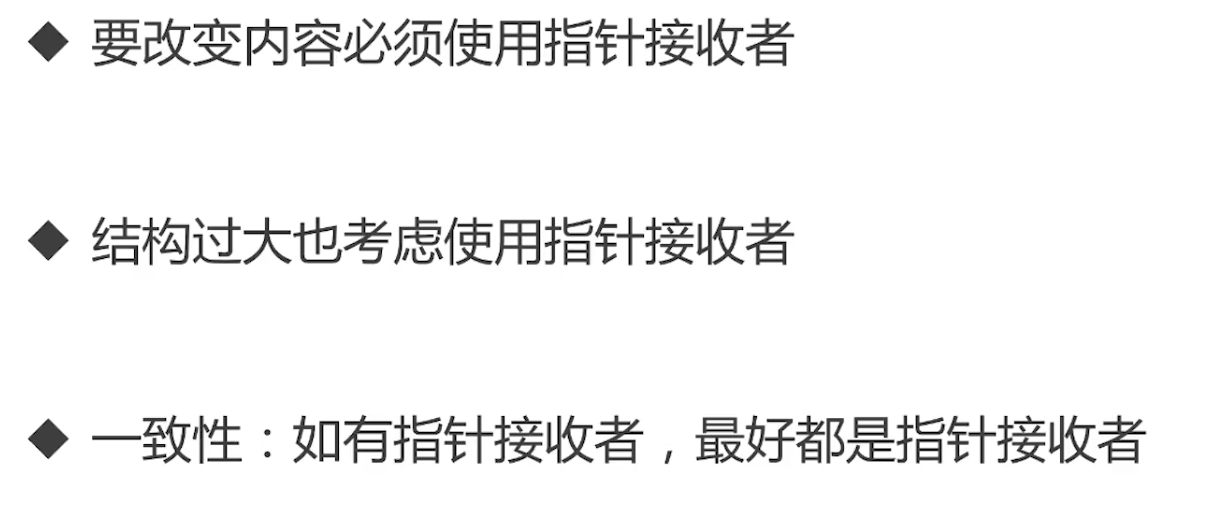 ◆ 要改变内容必须使用指针接收者
◆ 结构过大也考虑使用指针接收者
◆ 一致性：如有指针接收者，最好都是指针接收者